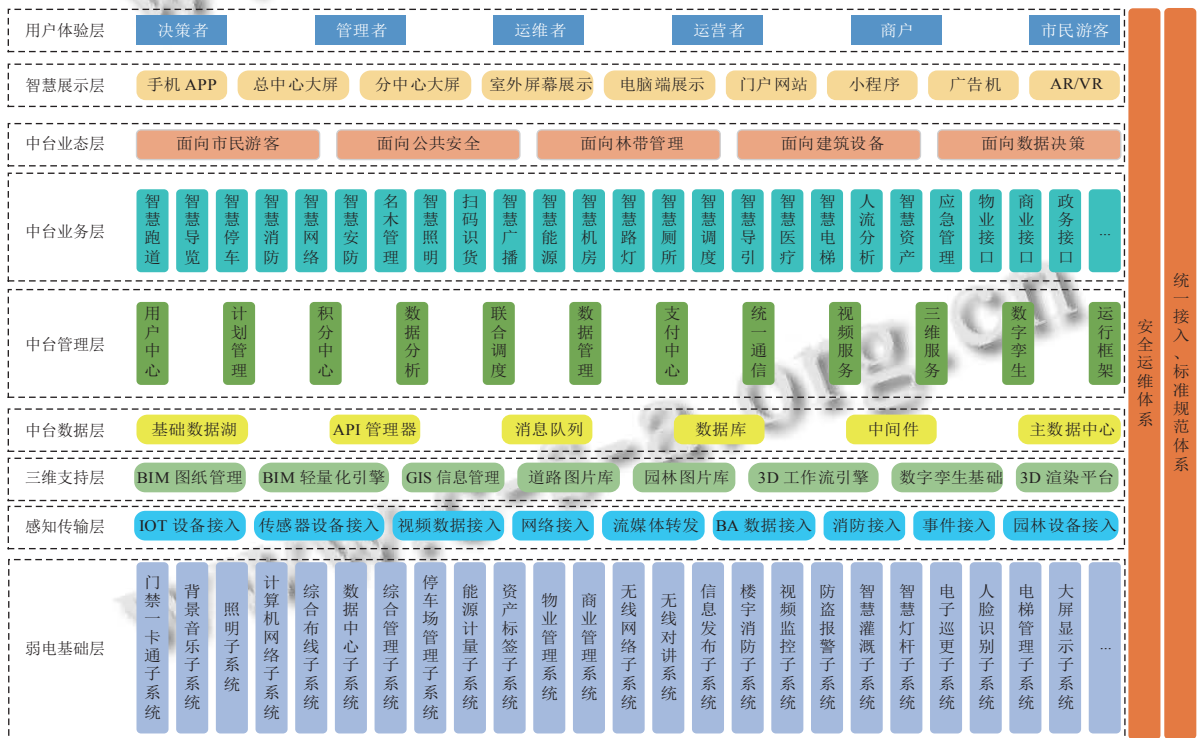 用户体验层
决策者 管理者 运维者 运营者 商户 市民游客
智慧展示层
手机 APP 总中心大屏 分中心大屏 室外屏幕展示 电脑端展示 门户网站 小程序 广告机 AR/VR
中台业态层
面向市民游客 面向公共安全 面向林带管理 面向建筑设备 面向数据决策
中台业务层
智慧跑道
智慧导览
智慧停车
智慧消防
智慧网络
智慧安防
名木管理
智慧照明
扫码识货
智慧广播
智慧能源
智慧机房
智慧路灯
智慧厕所
智慧调度
智慧导引
智慧医疗
智慧电梯
人流分析
智慧资产
应急管理
物业接口
商业接口
政务接口
...
中台管理层
用户中心
计划管理
积分中心
数据分析
联合调度
数据管理
支付中心
统一通信
视频服务
三维服务
数字孪生
运行框架
中台数据层
基础数据湖 API 管理器 消息队列 数据库 中间件 主数据中心
三维支持层
BIM 图纸管理 BIM 轻量化引擎 GIS 信息管理 道路图片库 园林图片库 3D 工作流引擎 数字孪生基础 3D 渲染平台
感知传输层
IOT 设备接入 传感器设备接入 视频数据接入 网络接入 流媒体转发 BA 数据接入 消防接入 事件接入 园林设备接入
弱电基础层
门禁一卡通子系统
背景音乐子系统
照明子系统
计算机网络子系统
综合布线子系统
数据中心子系统
综合管理子系统
停车场管理子系统
能源计量子系统
资产标签子系统
物业管理系统
商业管理系统
无线网络子系统
无线对讲系统
信息发布子系统
楼宇消防子系统
视频监控子系统
防盗报警子系统
智慧灌溉子系统
智慧灯杆子系统
电子巡更子系统
人脸识别子系统
电梯管理子系统
大屏显示子系统
...
安全运维体系
统一接入、标准规范体系
www.c-s-a.org.cn